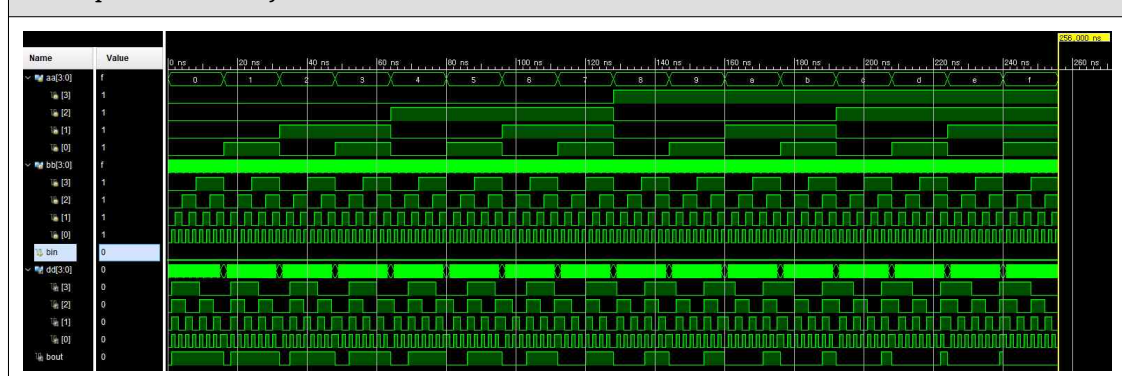 256.000 ns
Name Value
0 ns 20 ns 40 ns 60 ns 80 ns 100 ns 120 ns 140 ns 160 ns 180 ns 200 ns 220 ns 240 ns 260 ns
aa[3:0] f 0 1 2 3 4 5 6 7 8 9 a b c d e f
[3] 1
[2] 1
[1] 1
[0] 1
bb[3:0] f
[3] 1
[2] 1
[1] 1
[0] 1
bin 0
dd[3:0] 0
[3] 0
[2] 0
[1] 0
[0] 0
bout 0